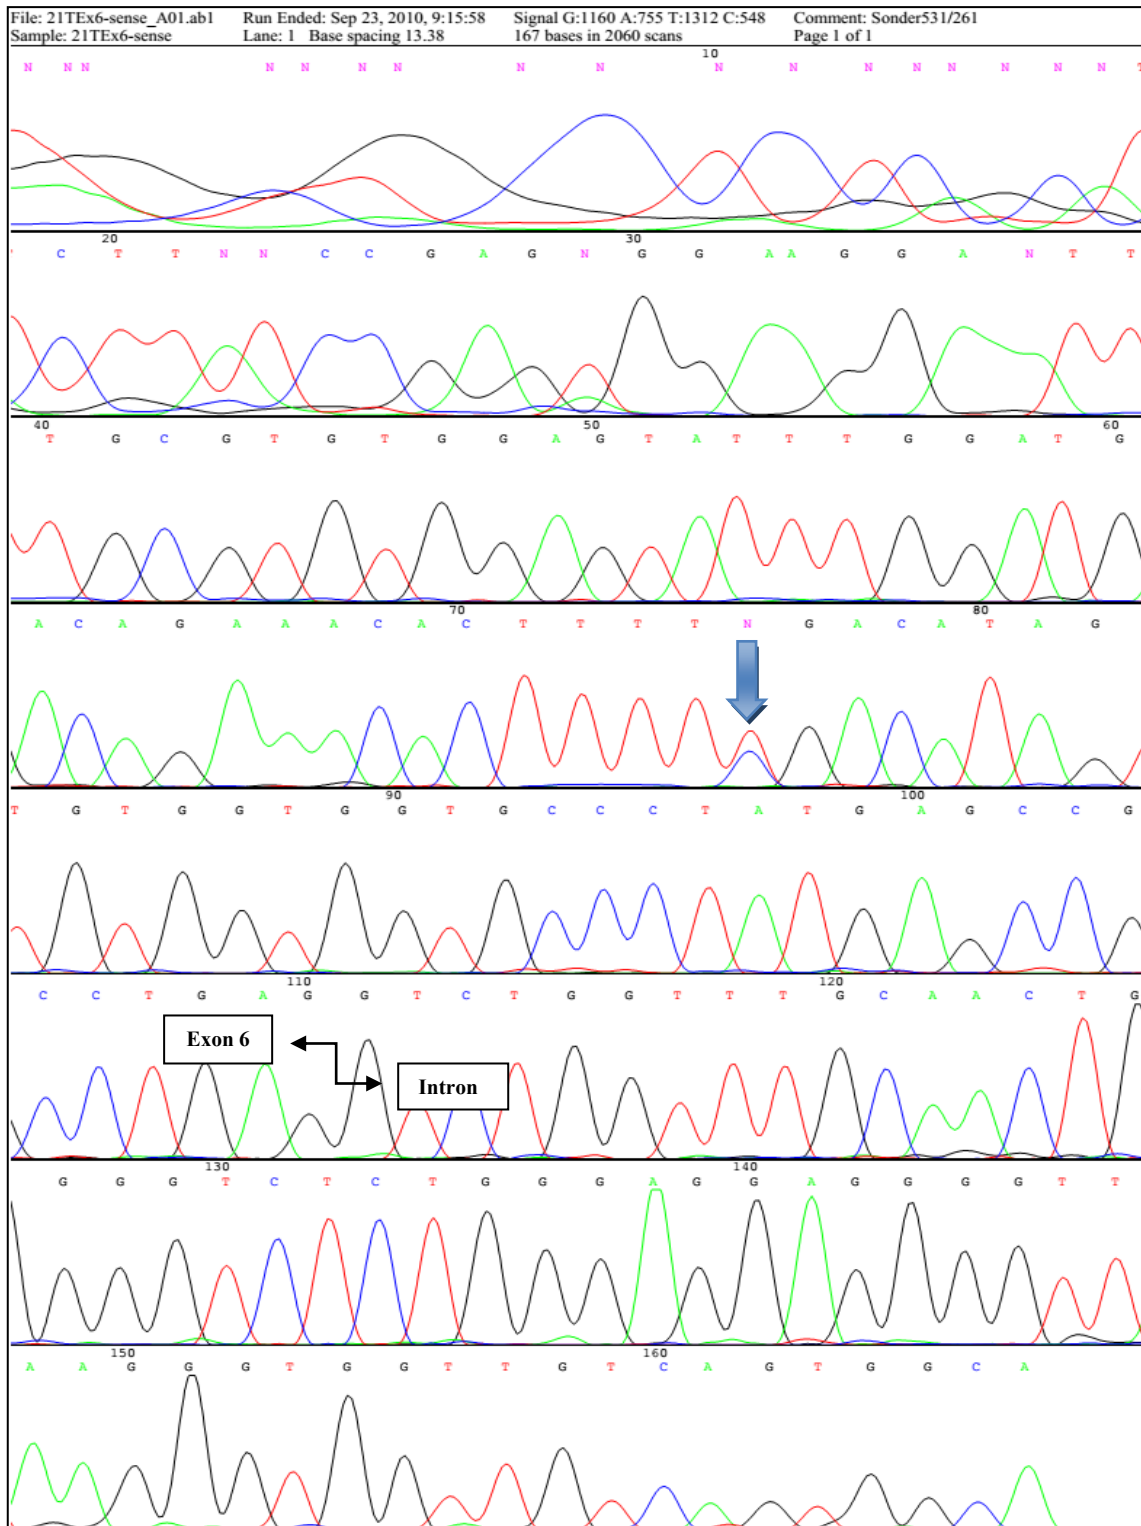 File: 21TEx6-sense_A01.ab1 Run Ended: Sep 23, 2010, 9:15:58 Signal G:1160 A:755 T:1312 C:548 Comment: Sonder531/261
Sample: 21TEx6-sense Lane: 1 Base spacing 13.38 167 bases in 2060 scans Page 1 of 1
10
N N N N N N N N N N N N N N N N N T
20 30
C T T N N C C G A G N G G A A G G A N T T
40 50 60
T G C G T G T G G A G T A T T T G G A T G
70 80
A C A G A A A C A C T T T T N G A C A T A G
90 100
T G T G G T G G T G C C C T A T G A G C C G
110 120
C C T G A G G T C T G G T T T G C A A C T G
Exon 6
Intron
130 140
G G G T C T C T G G G A G G A G G G G T T
150 160
A A G G G T G G T T G T C A G T G G C A